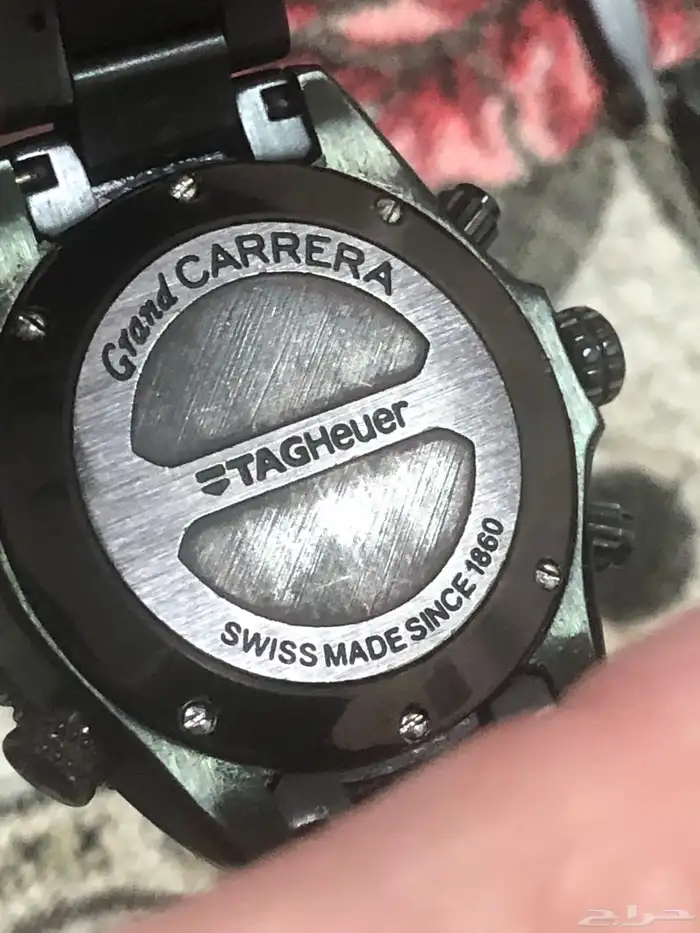 Grand CARRERA
TAGHeuer
SWISS MADE SINCE 1860
حراج